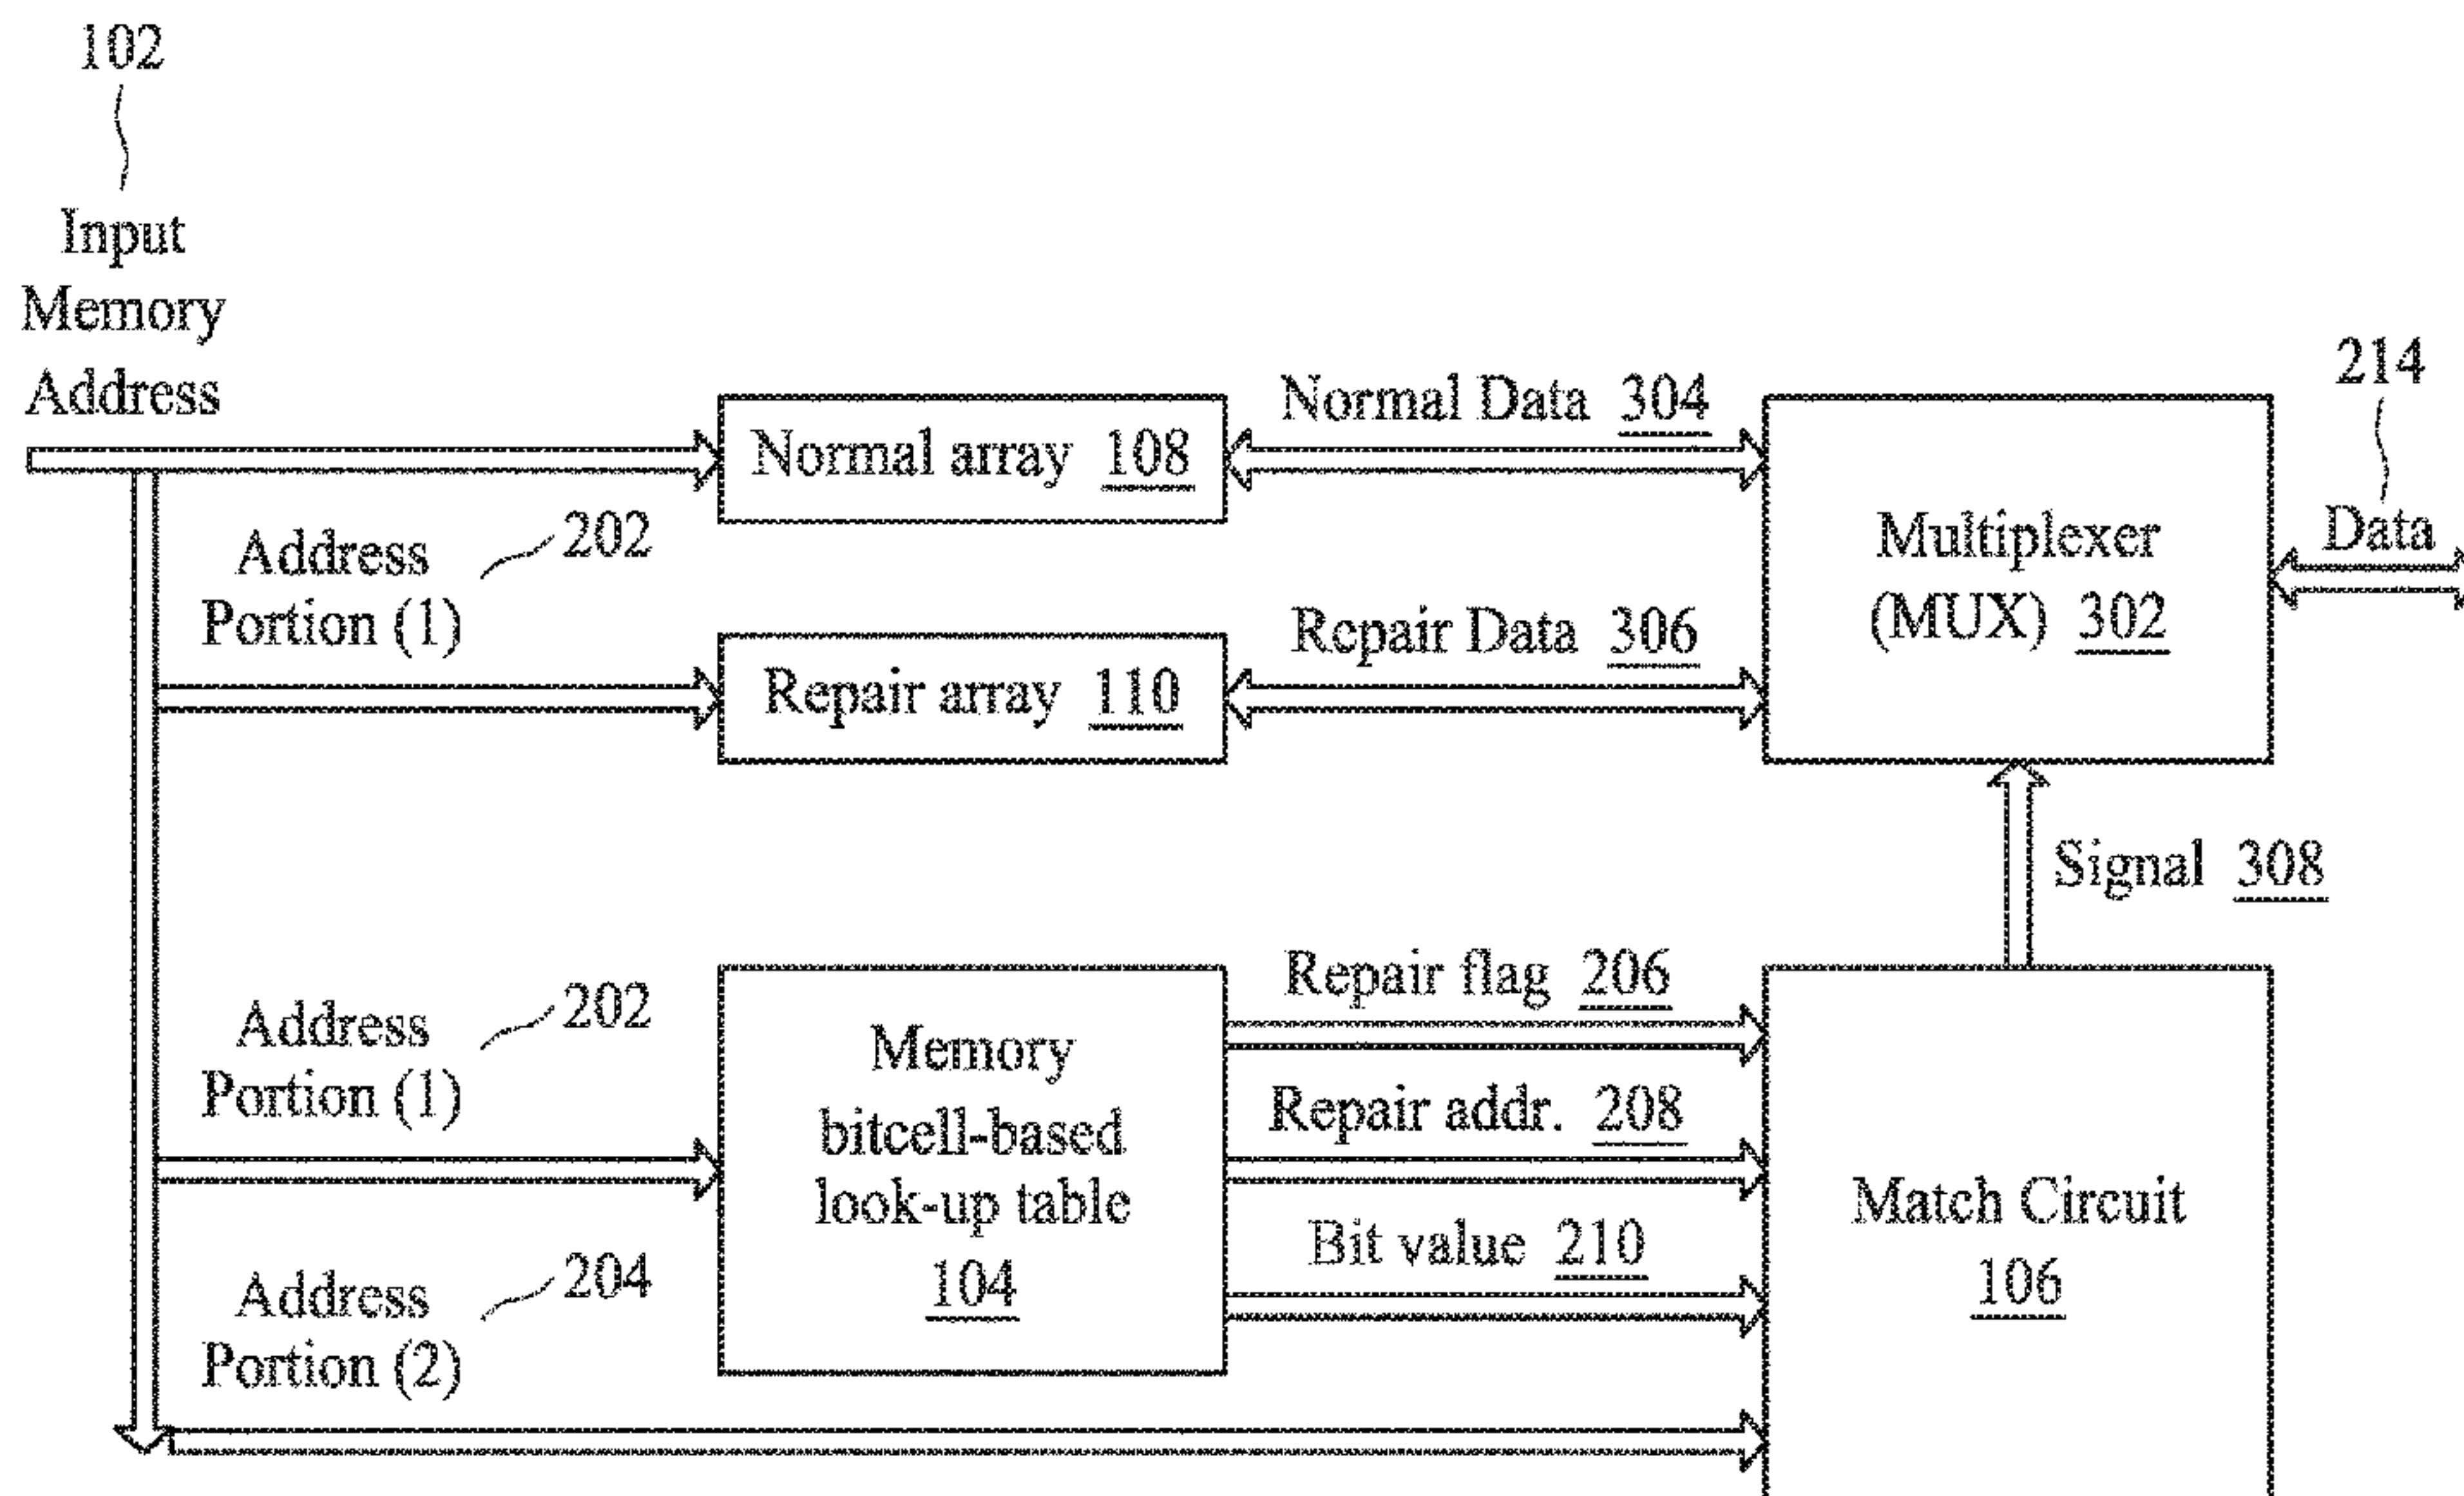 102
Input
Memory
Address
Normal array 108
Normal Data 304
214
Data
Multiplexer
(MUX) 302
Address
Portion (1)
202
Repair array 110
Repair Data 306
Signal 308
Address
Portion (1)
202
Memory
bitcell-based
look-up table
104
Repair flag 206
Repair addr. 208
Bit value 210
Match Circuit
106
Address
Portion (2)
204